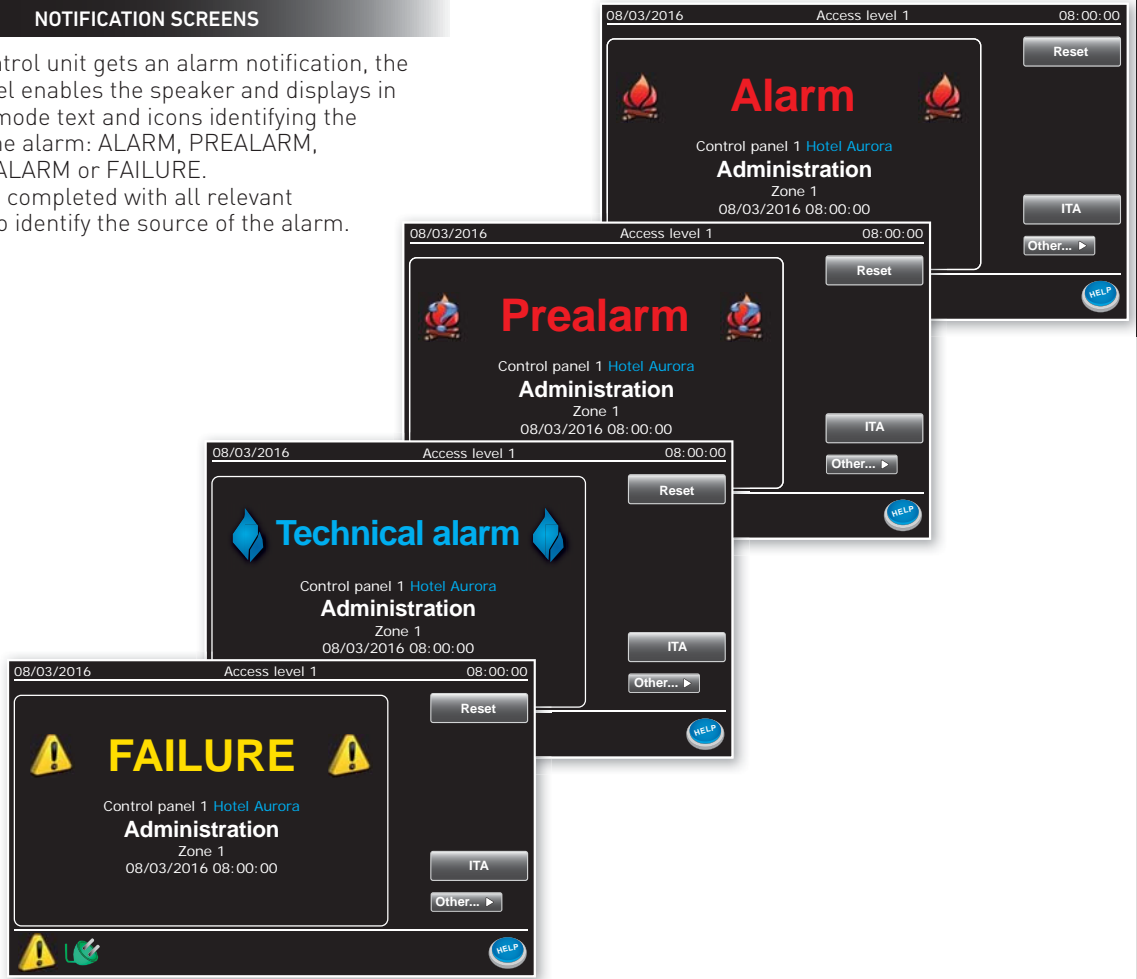 NOTIFICATION SCREENS
ntrol unit gets an alarm notification, the
el enables the speaker and displays in
mode text and icons identifying the
he alarm: ALARM, PREALARM,
ALARM or FAILURE.
completed with all relevant
o identify the source of the alarm.
08/03/2016 Access level 1 08:00:00
Reset
Alarm
Control panel 1 Hotel Aurora
Administration
Zone 1
08/03/2016 08:00:00
ITA
Other...
HELP
08/03/2016 Access level 1 08:00:00
Reset
Prealarm
Control panel 1 Hotel Aurora
Administration
Zone 1
08/03/2016 08:00:00
ITA
Other...
HELP
08/03/2016 Access level 1 08:00:00
Reset
Technical alarm
Control panel 1 Hotel Aurora
Administration
Zone 1
08/03/2016 08:00:00
ITA
Other...
HELP
08/03/2016 Access level 1 08:00:00
Reset
FAILURE
Control panel 1 Hotel Aurora
Administration
Zone 1
08/03/2016 08:00:00
ITA
Other...
HELP